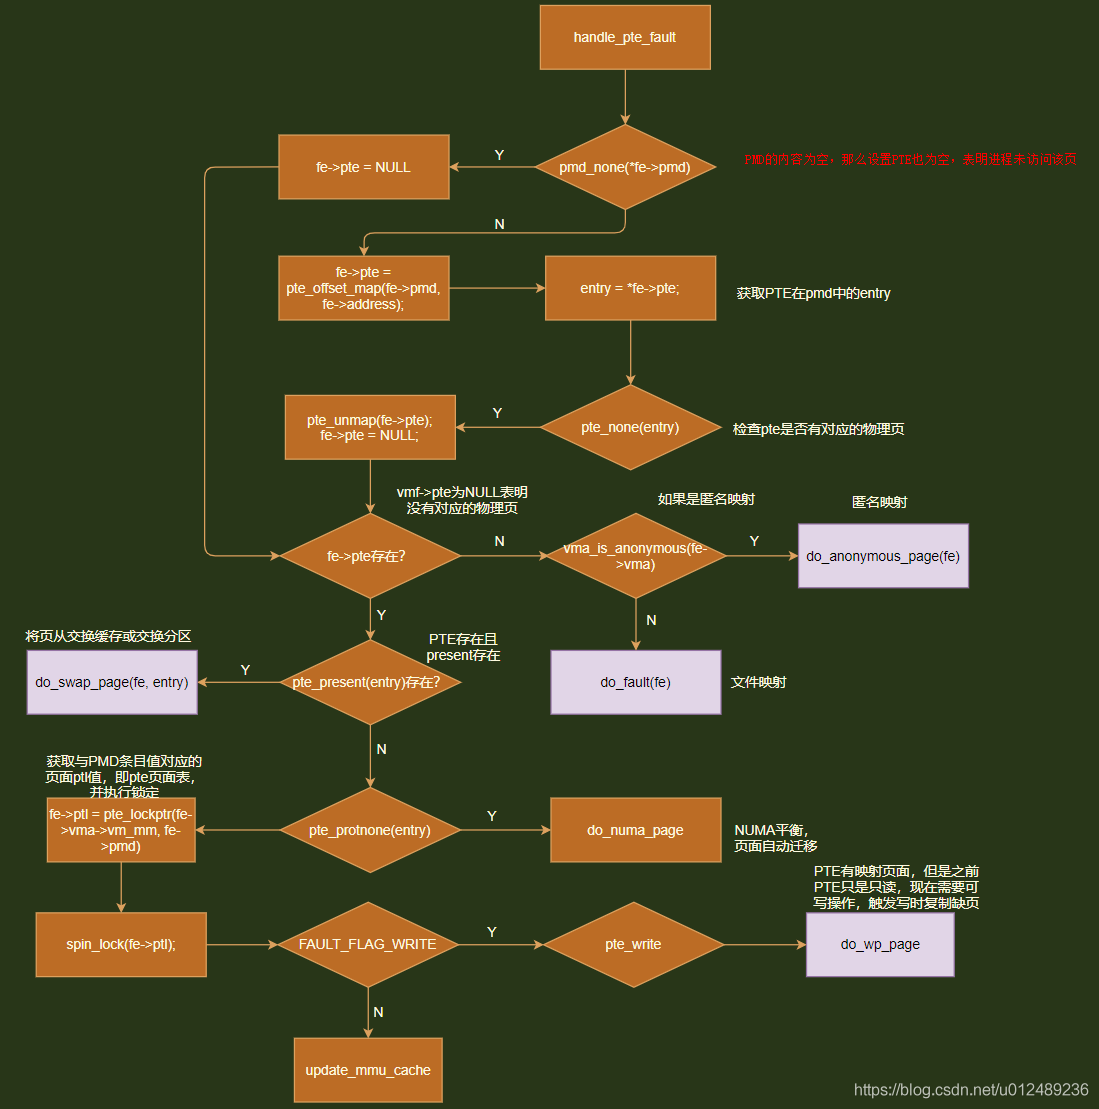 handle_pte_fault
fe->pte = NULL
Y
pmd_none(*fe->pmd)
PMD的内容为空，那么设置PTE也为空，表明进程未访问该页
N
fe->pte =
pte_offset_map(fe->pmd,
fe->address);
entry = *fe->pte;
获取PTE在pmd中的entry
pte_unmap(fe->pte);
fe->pte = NULL;
Y
pte_none(entry)
检查pte是否有对应的物理页
vmf->pte为NULL表明
没有对应的物理页
如果是匿名映射
匿名映射
fe->pte存在？
N
vma_is_anonymous(fe-
>vma)
Y
do_anonymous_page(fe)
Y
N
将页从交换缓存或交换分区
PTE存在且
present存在
do_swap_page(fe, entry)
Y
pte_present(entry)存在？
do_fault(fe)
文件映射
N
获取与PMD条目值对应的
页面ptl值，即pte页面表，
并执行锁定
fe->ptl = pte_lockptr(fe-
>vma->vm_mm, fe-
>pmd)
pte_protnone(entry)
Y
do_numa_page
NUMA平衡，
页面自动迁移
PTE有映射页面，但是之前
PTE只是只读，现在需要可
写操作，触发写时复制缺页
spin_lock(fe->ptl);
FAULT_FLAG_WRITE
Y
pte_write
do_wp_page
N
update_mmu_cache
https://blog.csdn.net/u012489236